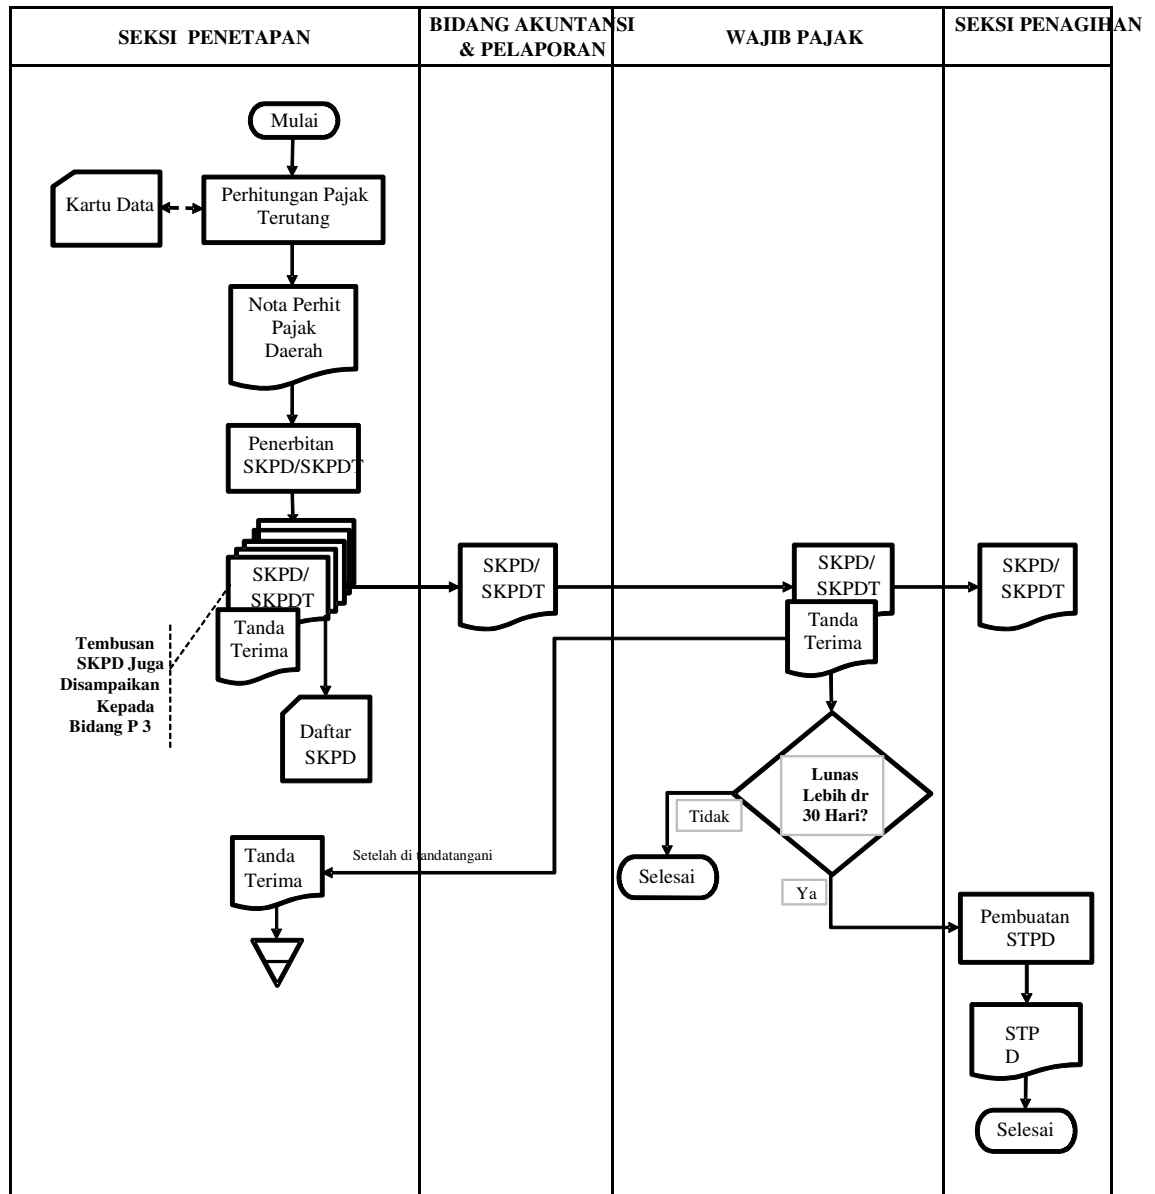 SEKSI PENETAPAN
BIDANG AKUNTANSI
& PELAPORAN
WAJIB PAJAK
SEKSI PENAGIHAN
Mulai
Kartu Data
Perhitungan Pajak
Terutang
Nota Perhit
Pajak
Daerah
Penerbitan
SKPD/SKPDT
SKPD/
SKPDT
Tanda
Terima
SKPD/
SKPDT
SKPD/
SKPDT
Tanda
Terima
SKPD/
SKPDT
Tembusan
SKPD Juga
Disampaikan
Kepada
Bidang P 3
Daftar
SKPD
Lunas
Lebih dr
30 Hari?
Tidak
Selesai
Ya
Tanda
Terima
Setelah di tandatangani
Pembuatan
STPD
STP
D
Selesai